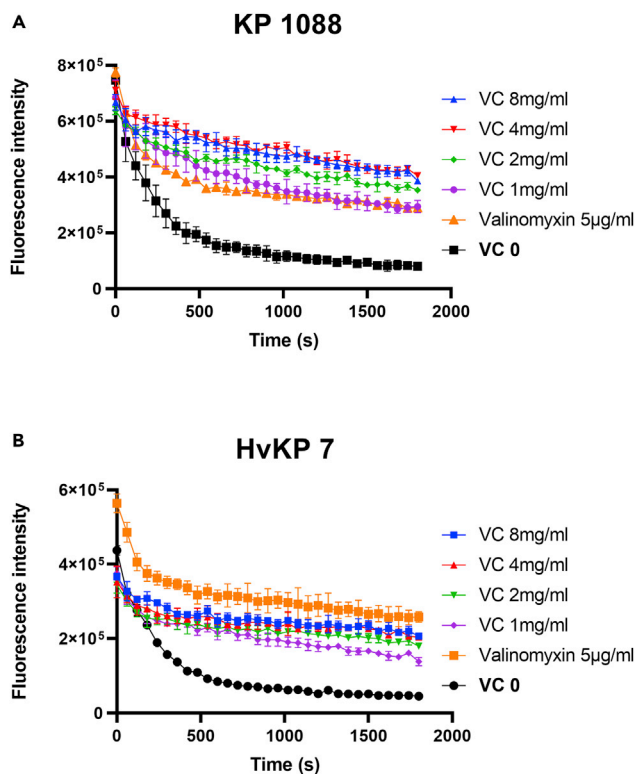 A
KP 1088
8×10⁵
6×10⁵
4×10⁵
2×10⁵
0
Fluorescence intensity
0 500 1000 1500 2000
Time (s)
VC 8mg/ml
VC 4mg/ml
VC 2mg/ml
VC 1mg/ml
Valinomyxin 5µg/ml
VC 0
B
HvKP 7
6×10⁵
4×10⁵
2×10⁵
0
Fluorescence intensity
0 500 1000 1500 2000
Time (s)
VC 8mg/ml
VC 4mg/ml
VC 2mg/ml
VC 1mg/ml
Valinomyxin 5µg/ml
VC 0